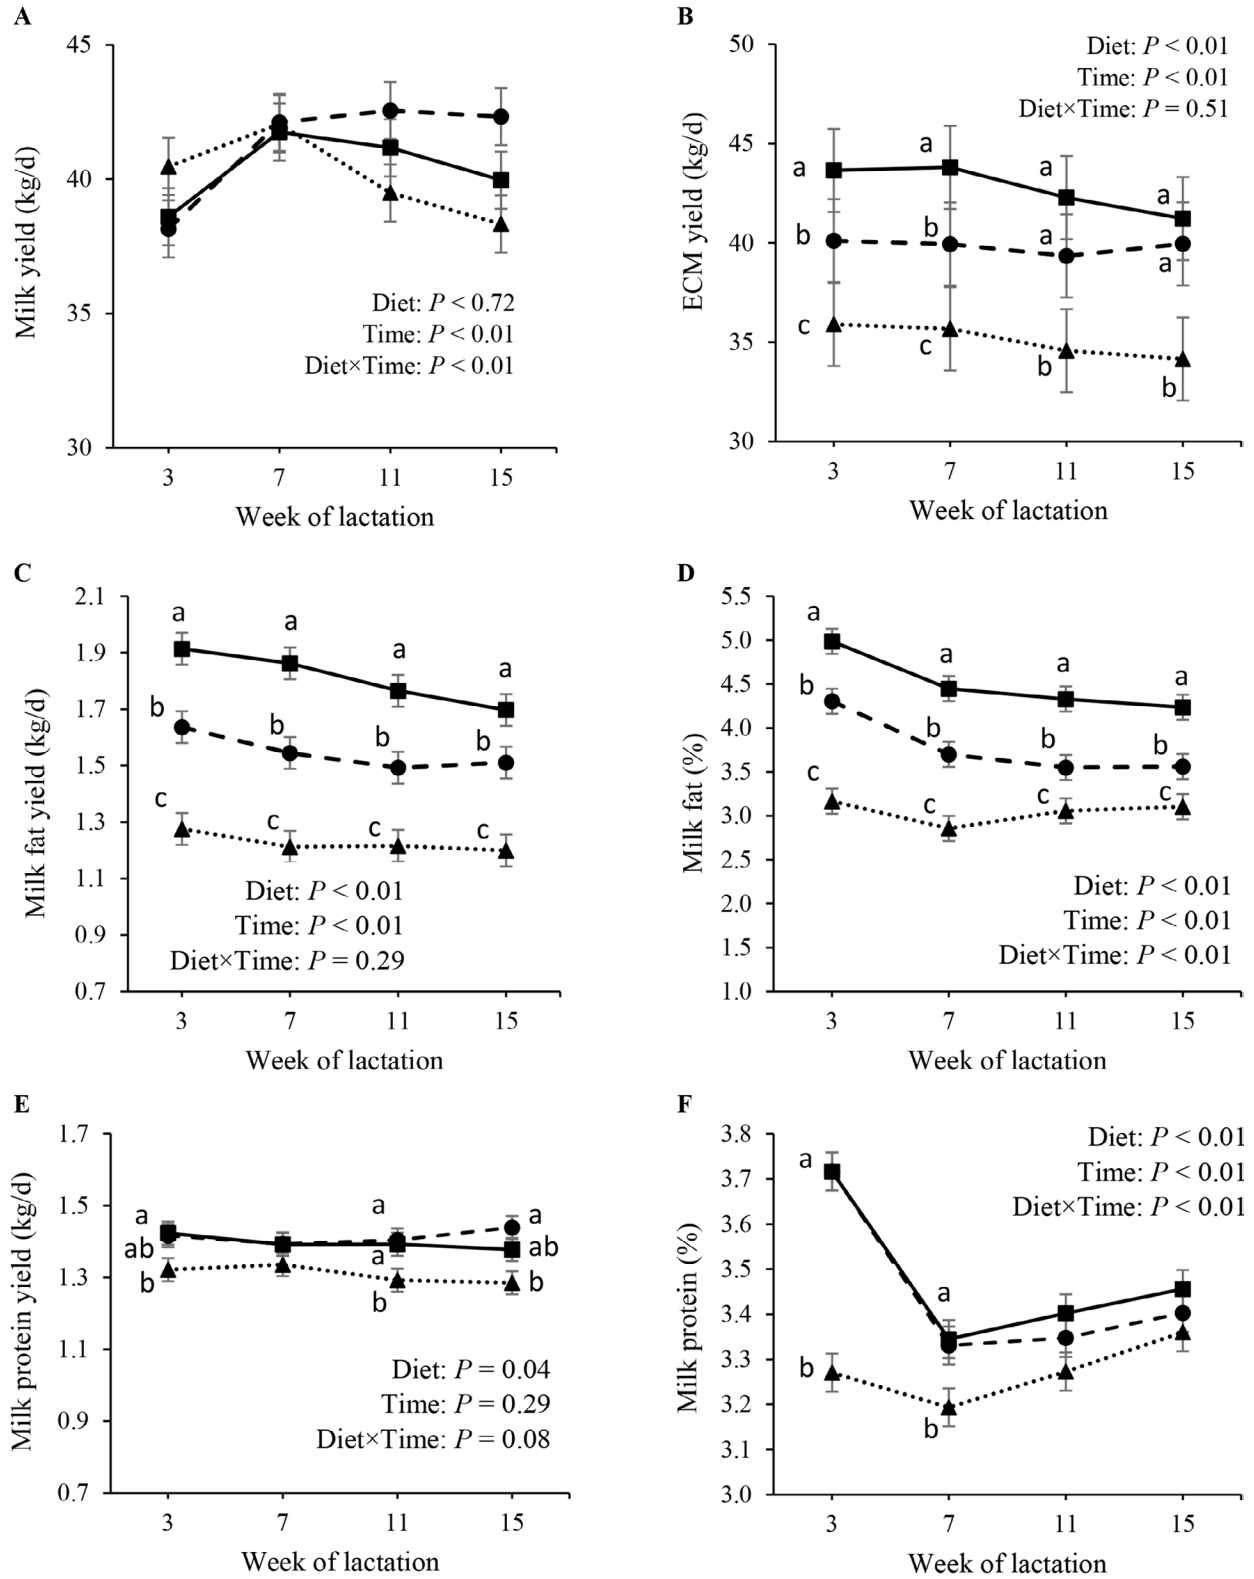 A
Milk yield (kg/d)
45
40
35
30
Diet: P < 0.72
Time: P < 0.01
Diet×Time: P < 0.01
3 7 11 15
Week of lactation
B
ECM yield (kg/d)
50
45
40
35
30
Diet: P < 0.01
Time: P < 0.01
Diet×Time: P = 0.51
a a a a
b b a a
c c b b
3 7 11 15
Week of lactation
C
Milk fat yield (kg/d)
2.1
1.9
1.7
1.5
1.3
1.1
0.9
0.7
a a a a
b b b b
c c c c
Diet: P < 0.01
Time: P < 0.01
Diet×Time: P = 0.29
3 7 11 15
Week of lactation
D
Milk fat (%)
5.5
5.0
4.5
4.0
3.5
3.0
2.5
2.0
1.5
1.0
a a a a
b b b b
c c c c
Diet: P < 0.01
Time: P < 0.01
Diet×Time: P < 0.01
3 7 11 15
Week of lactation
E
Milk protein yield (kg/d)
1.7
1.5
1.3
1.1
0.9
0.7
a a a
ab a ab
b b b
Diet: P = 0.04
Time: P = 0.29
Diet×Time: P = 0.08
3 7 11 15
Week of lactation
F
Milk protein (%)
3.8
3.7
3.6
3.5
3.4
3.3
3.2
3.1
3.0
Diet: P < 0.01
Time: P < 0.01
Diet×Time: P < 0.01
a a
b b
3 7 11 15
Week of lactation